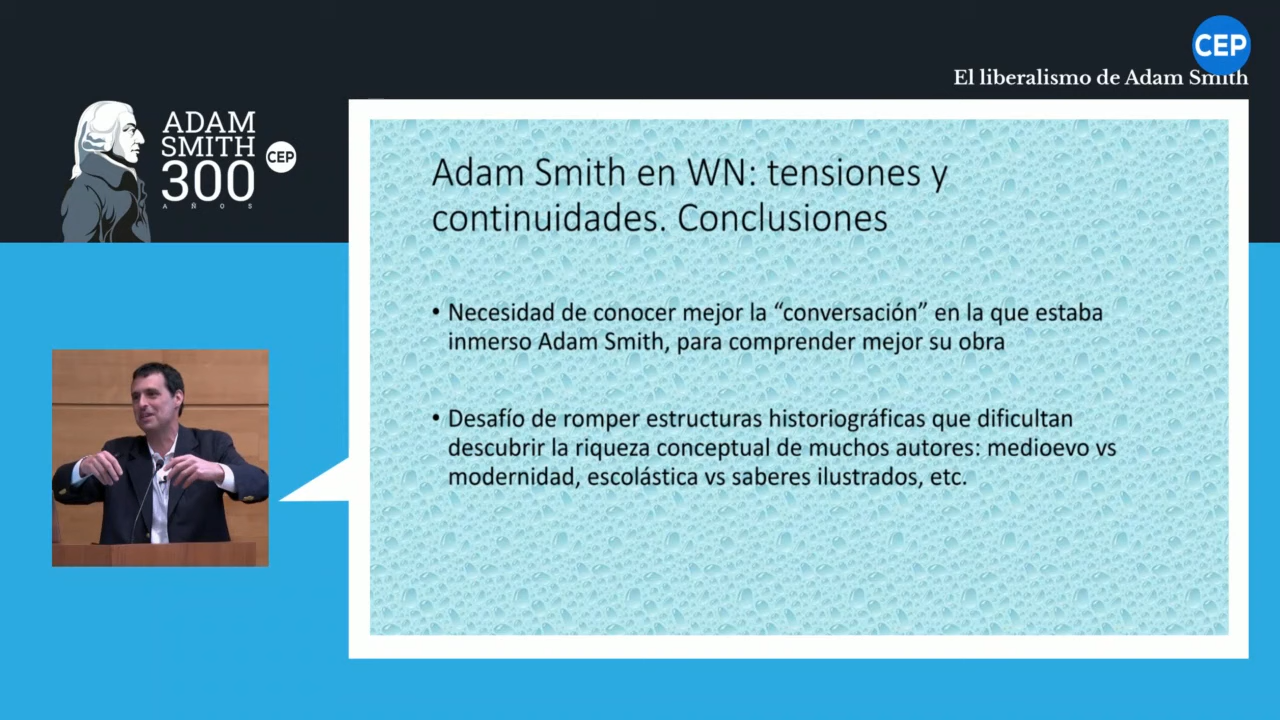 CEP
El liberalismo de Adam Smith
ADAM
SMITH
300
AÑOS
CEP
Adam Smith en WN: tensiones y
continuidades. Conclusiones
• Necesidad de conocer mejor la “conversación” en la que estaba
inmerso Adam Smith, para comprender mejor su obra
• Desafío de romper estructuras historiográficas que dificultan
descubrir la riqueza conceptual de muchos autores: medioevo vs
modernidad, escolástica vs saberes ilustrados, etc.